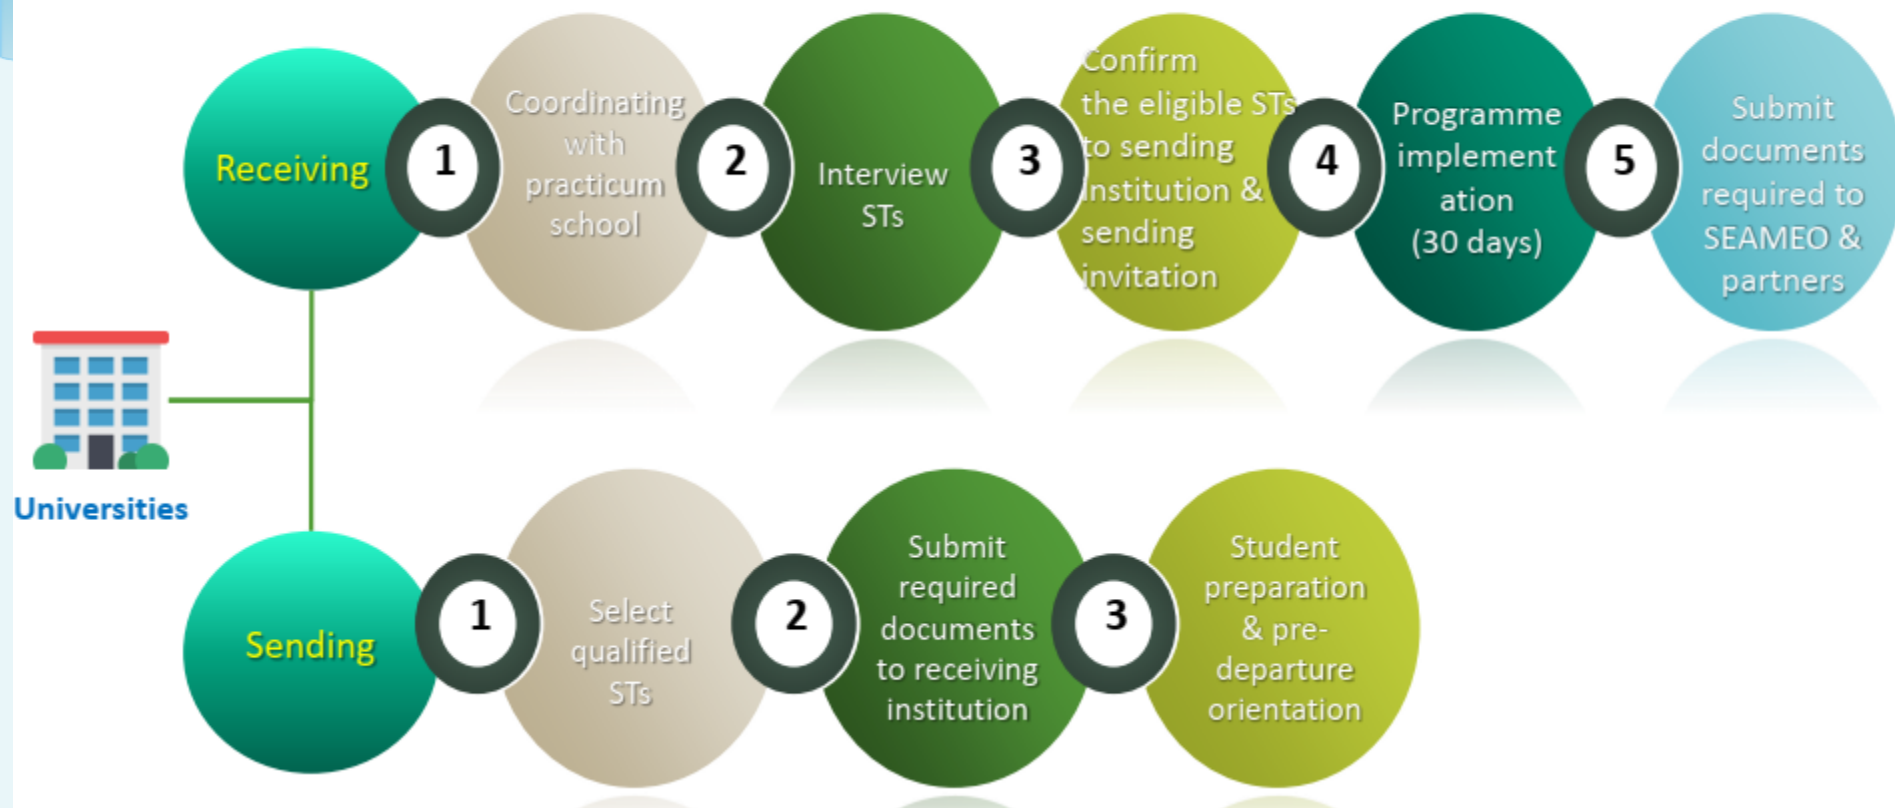 Receiving
1
Coordinating
with
practicum
school
2
Interview
STs
3
Confirm
the eligible STs
to sending
institution &
sending
invitation
4
Programme
implement
ation
(30 days)
5
Submit
documents
required to
SEAMEO &
partners
Universities
Sending
1
Select
qualified
STs
2
Submit
required
documents
to receiving
institution
3
Student
preparation
& pre-
departure
orientation